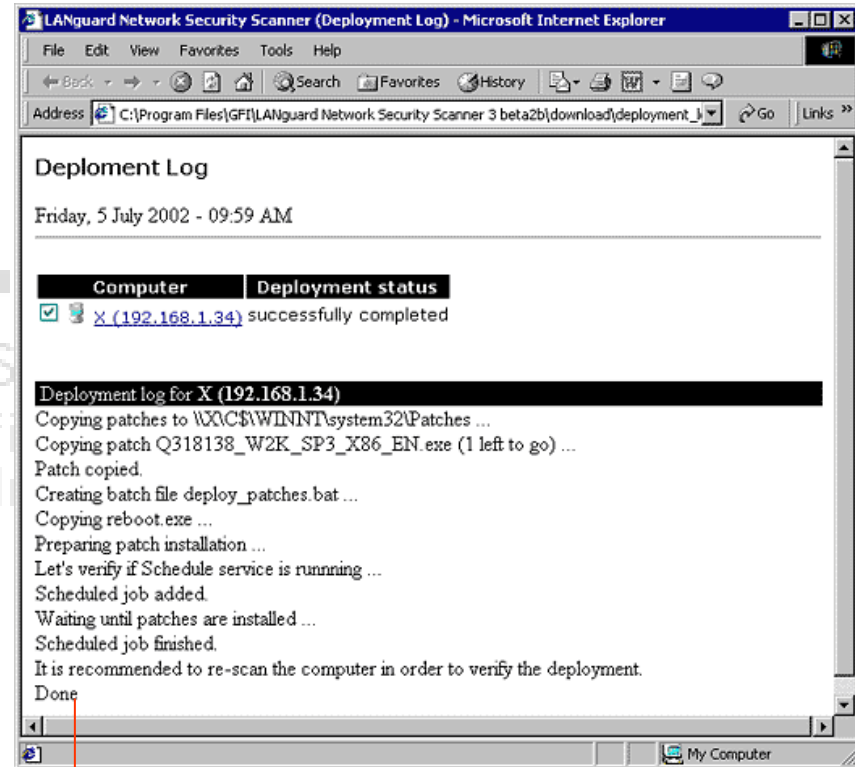 LANguard Network Security Scanner (Deployment Log) - Microsoft Internet Explorer
File Edit View Favorites Tools Help
Back Search Favorites History
Address C:\Program Files\GFI\LANguard Network Security Scanner 3 beta2b\download\deployment_l Go Links »
Deploment Log
Friday, 5 July 2002 - 09:59 AM
Computer Deployment status
X (192.168.1.34) successfully completed
Deployment log for X (192.168.1.34)
Copying patches to \\X\C$\WINNT\system32\Patches ...
Copying patch Q318138_W2K_SP3_X86_EN.exe (1 left to go) ...
Patch copied.
Creating batch file deploy_patches.bat ...
Copying reboot.exe ...
Preparing patch installation ...
Let's verify if Schedule service is runnning ...
Scheduled job added.
Waiting until patches are installed ...
Scheduled job finished.
It is recommended to re-scan the computer in order to verify the deployment.
Done
My Computer